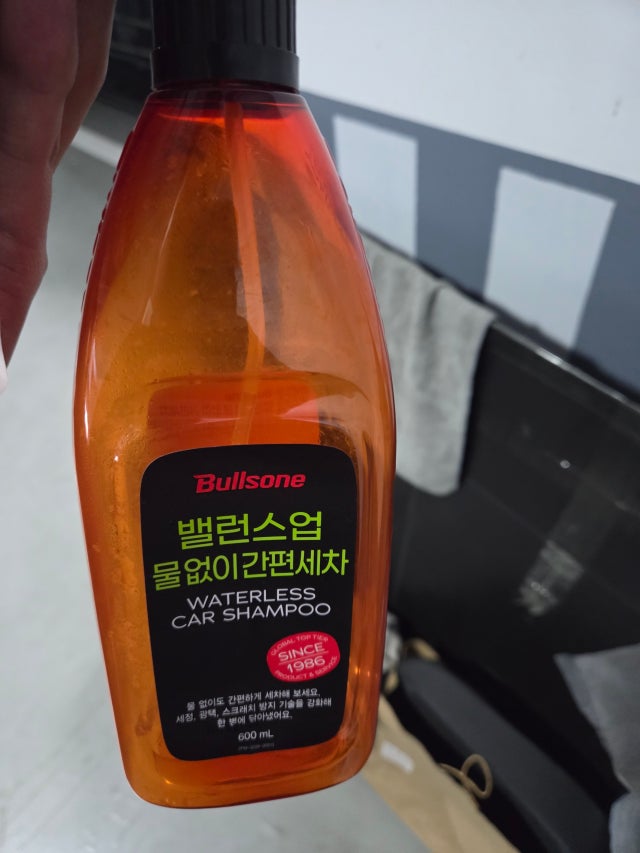 Bullsone
밸런스업
물없이간편세차
WATERLESS
CAR SHAMPOO
GLOBAL TOP TIER
SINCE
1986
PRODUCT & SERVICE
물 없이도 간편하게 세차해 보세요.
세정, 광택, 스크래치 방지 기술을 강화해
한 병에 담아냈어요.
600 mL